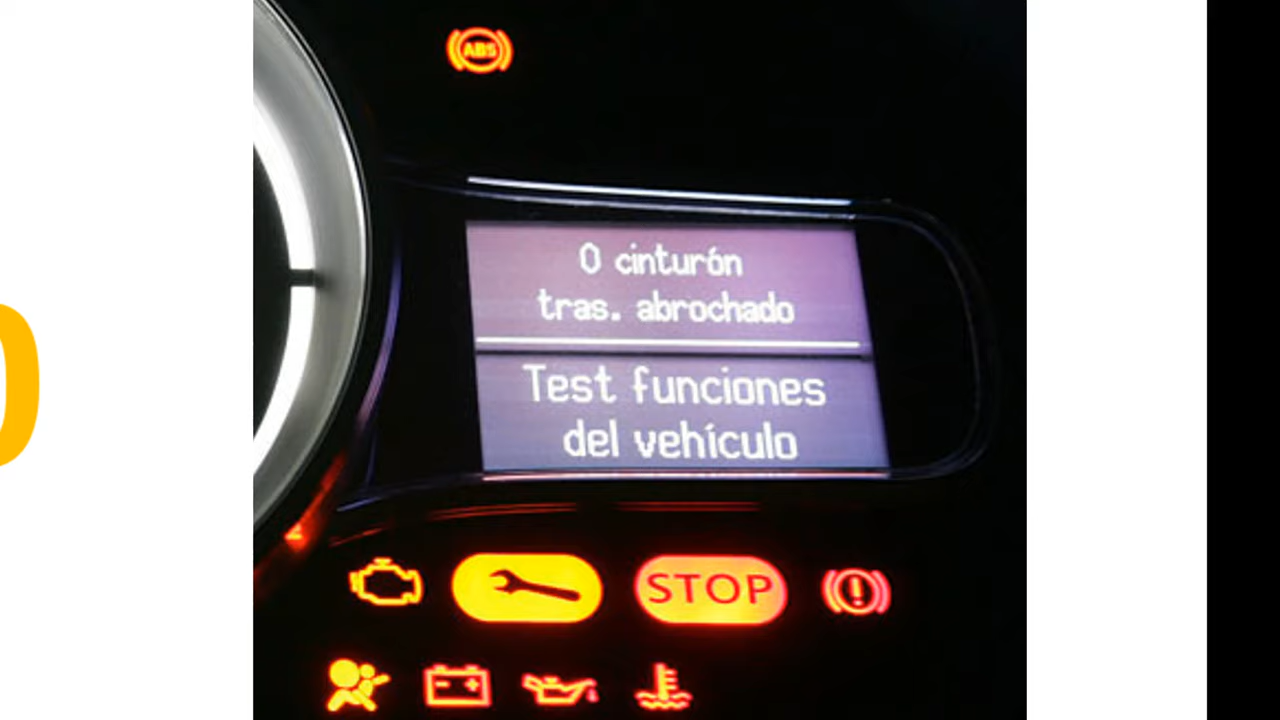 ABS
0 cinturón
tras. abrochado
Test funciones
del vehículo
STOP